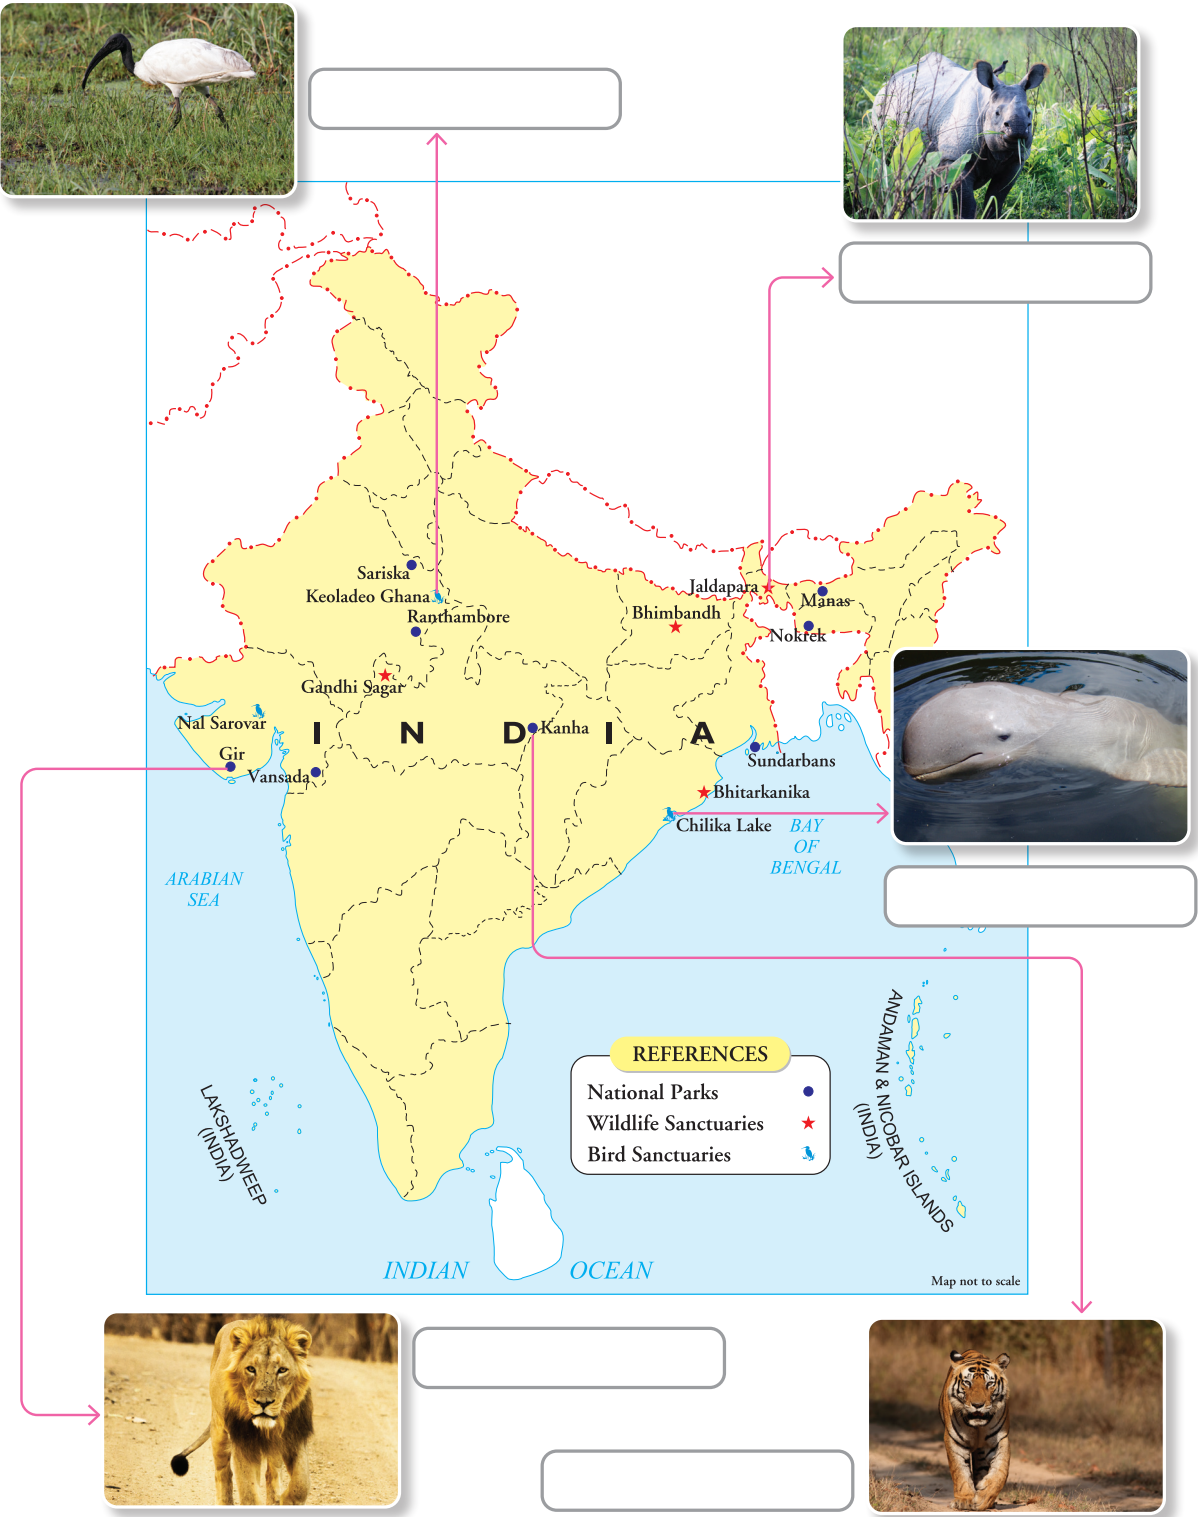 Sariska
Keoladeo Ghana
Ranthambore
Jaldapara
Manas
Bhimbandh
Nokrek
Gandhi Sagar
Nal Sarovar
INDIA
Kanha
Gir
Vansada
Sundarbans
Bhitarkanika
Chilika Lake
BAY
OF
BENGAL
ARABIAN
SEA
ANDAMAN & NICOBAR ISLANDS
(INDIA)
LAKSHADWEEP
(INDIA)
REFERENCES
National Parks
Wildlife Sanctuaries
Bird Sanctuaries
INDIAN OCEAN
Map not to scale